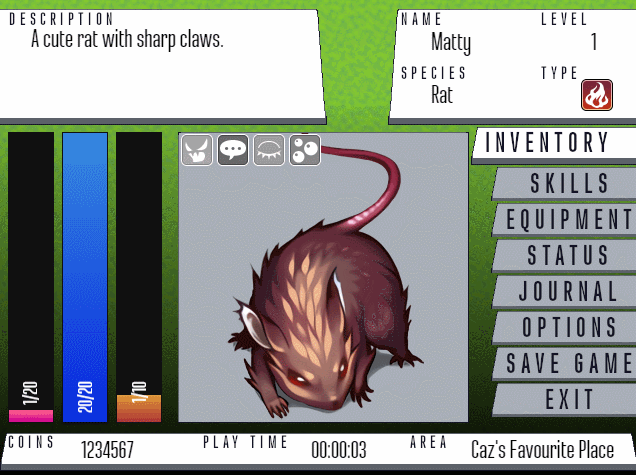 DESCRIPTION
A cute rat with sharp claws.
NAME
Matty
LEVEL
1
SPECIES
Rat
TYPE
INVENTORY
SKILLS
EQUIPMENT
STATUS
JOURNAL
OPTIONS
SAVE GAME
EXIT
1/20
20/20
1/10
COINS
1234567
PLAY TIME
00:00:03
AREA
Caz's Favourite Place